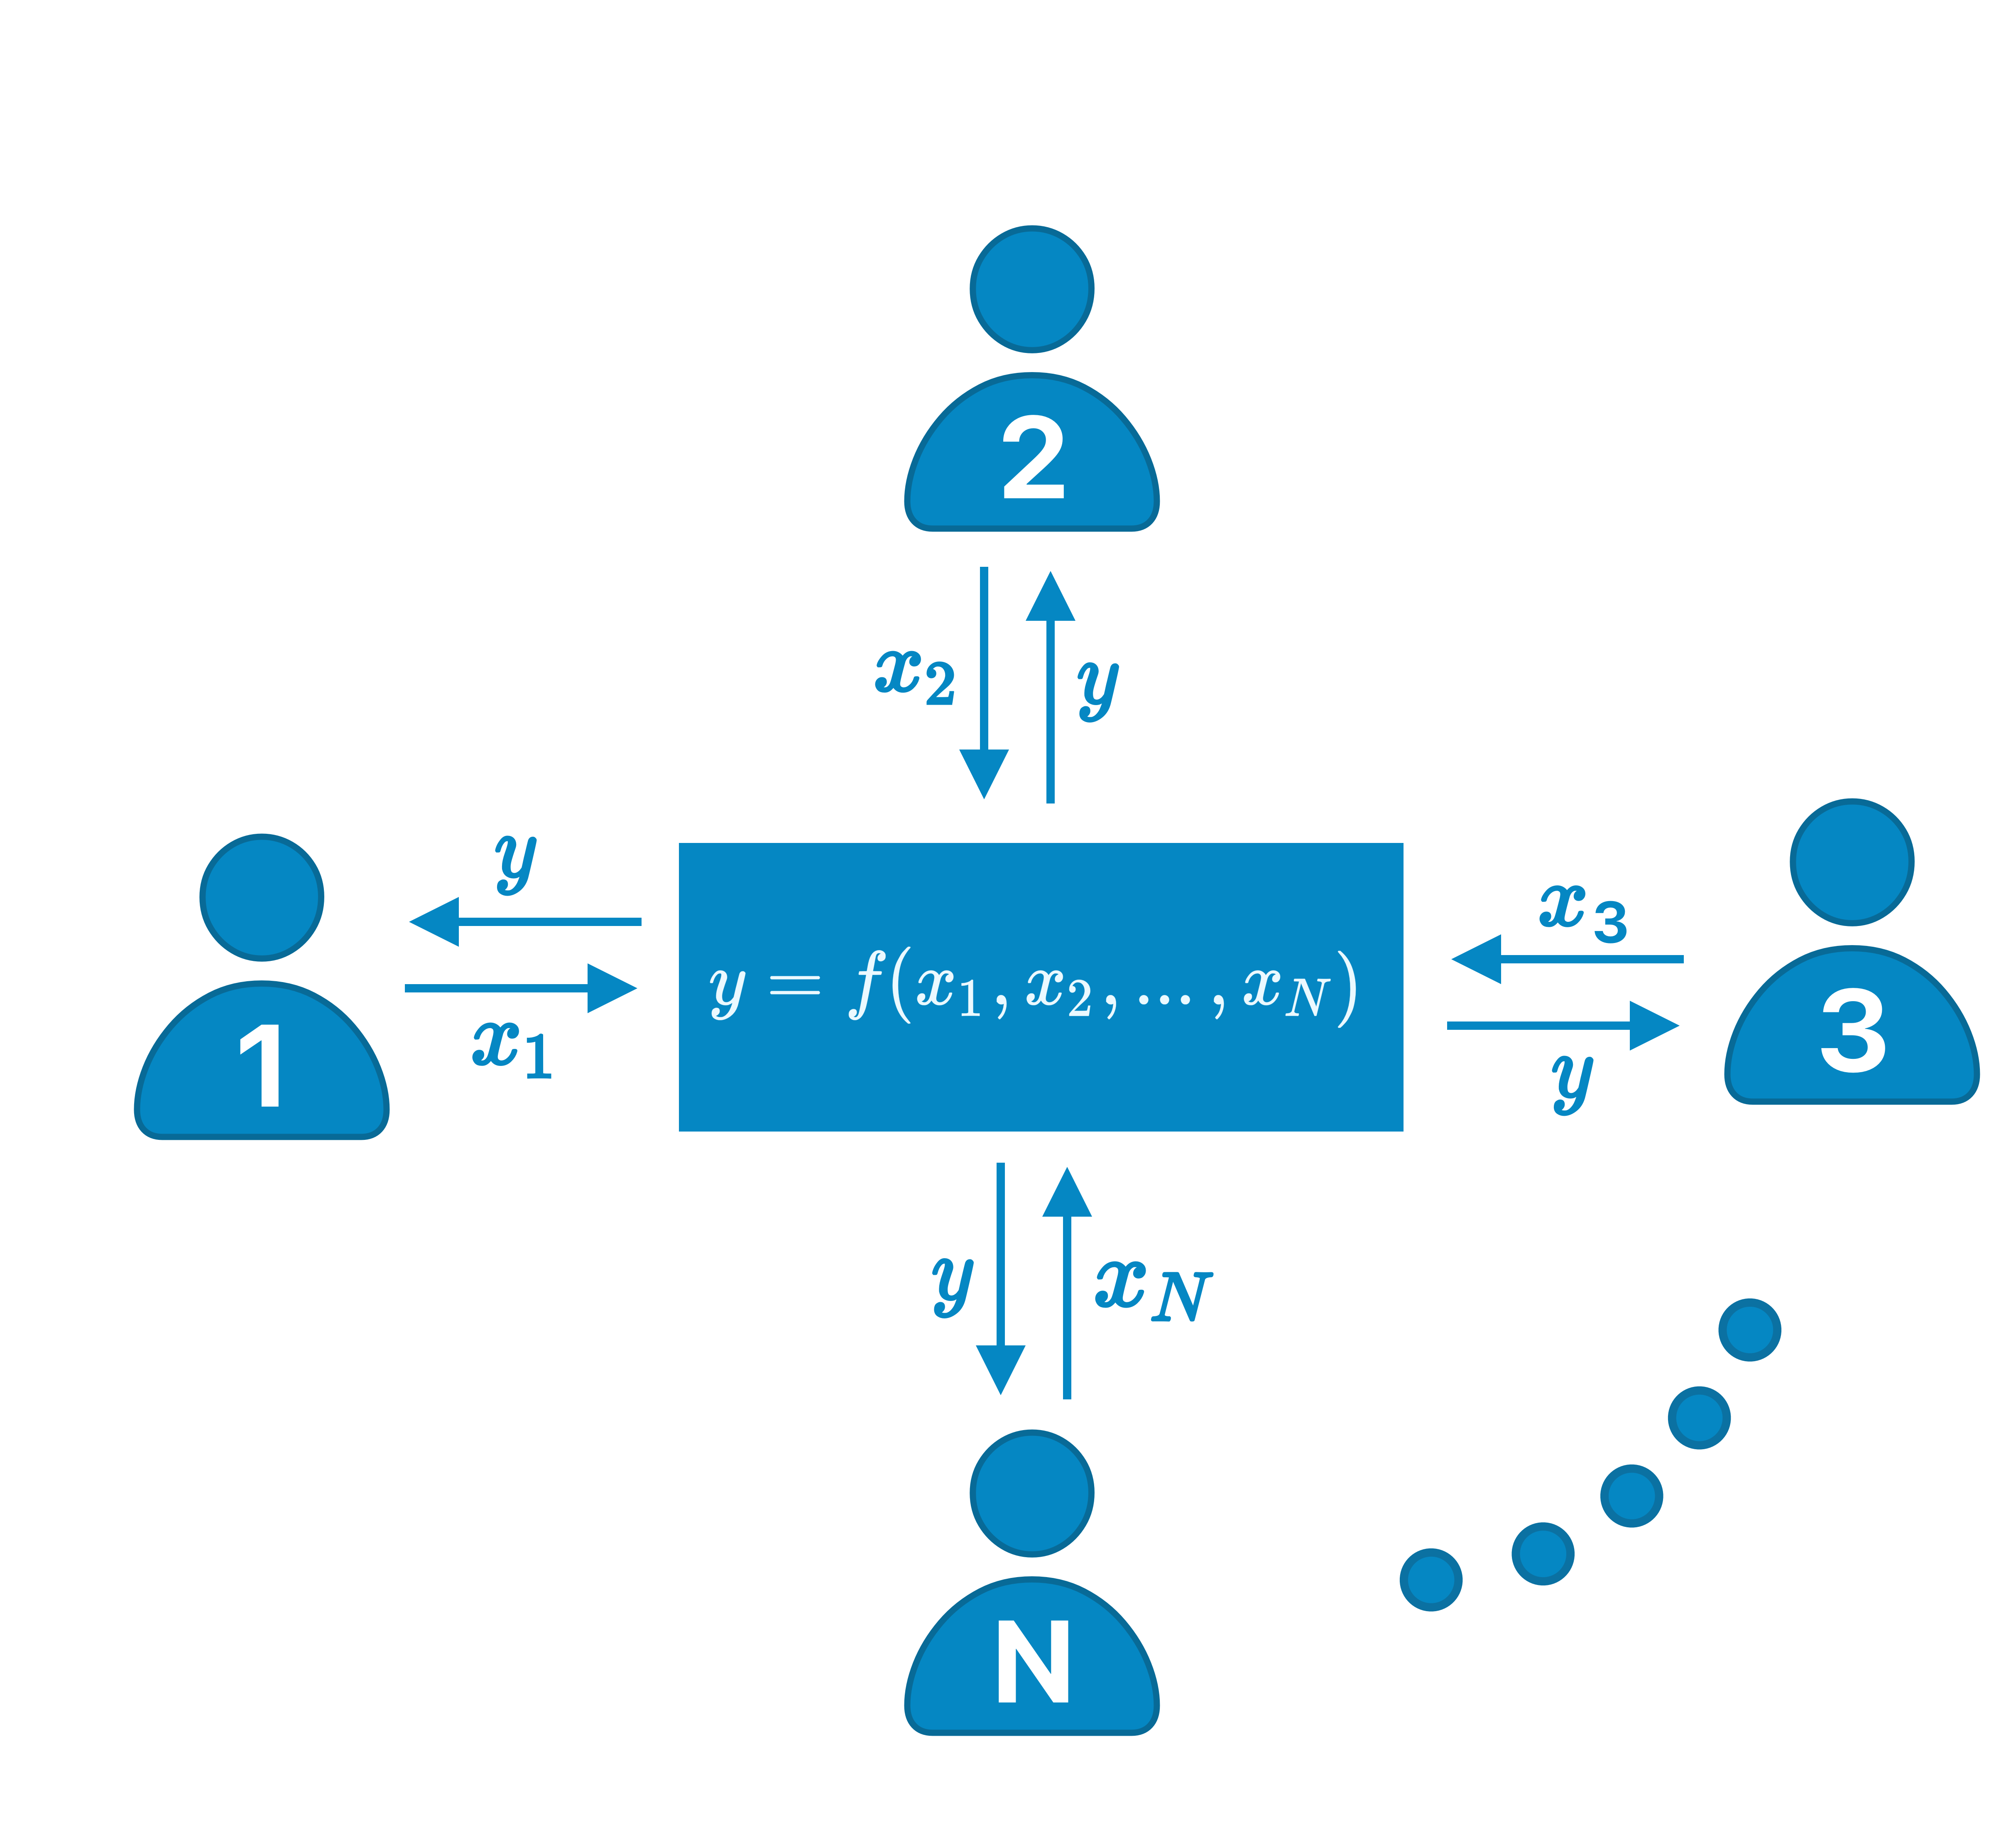 2
x₂
y
y
x₃
y = f(x₁, x₂, ..., x_N)
1
x₁
3
y
y
x_N
N